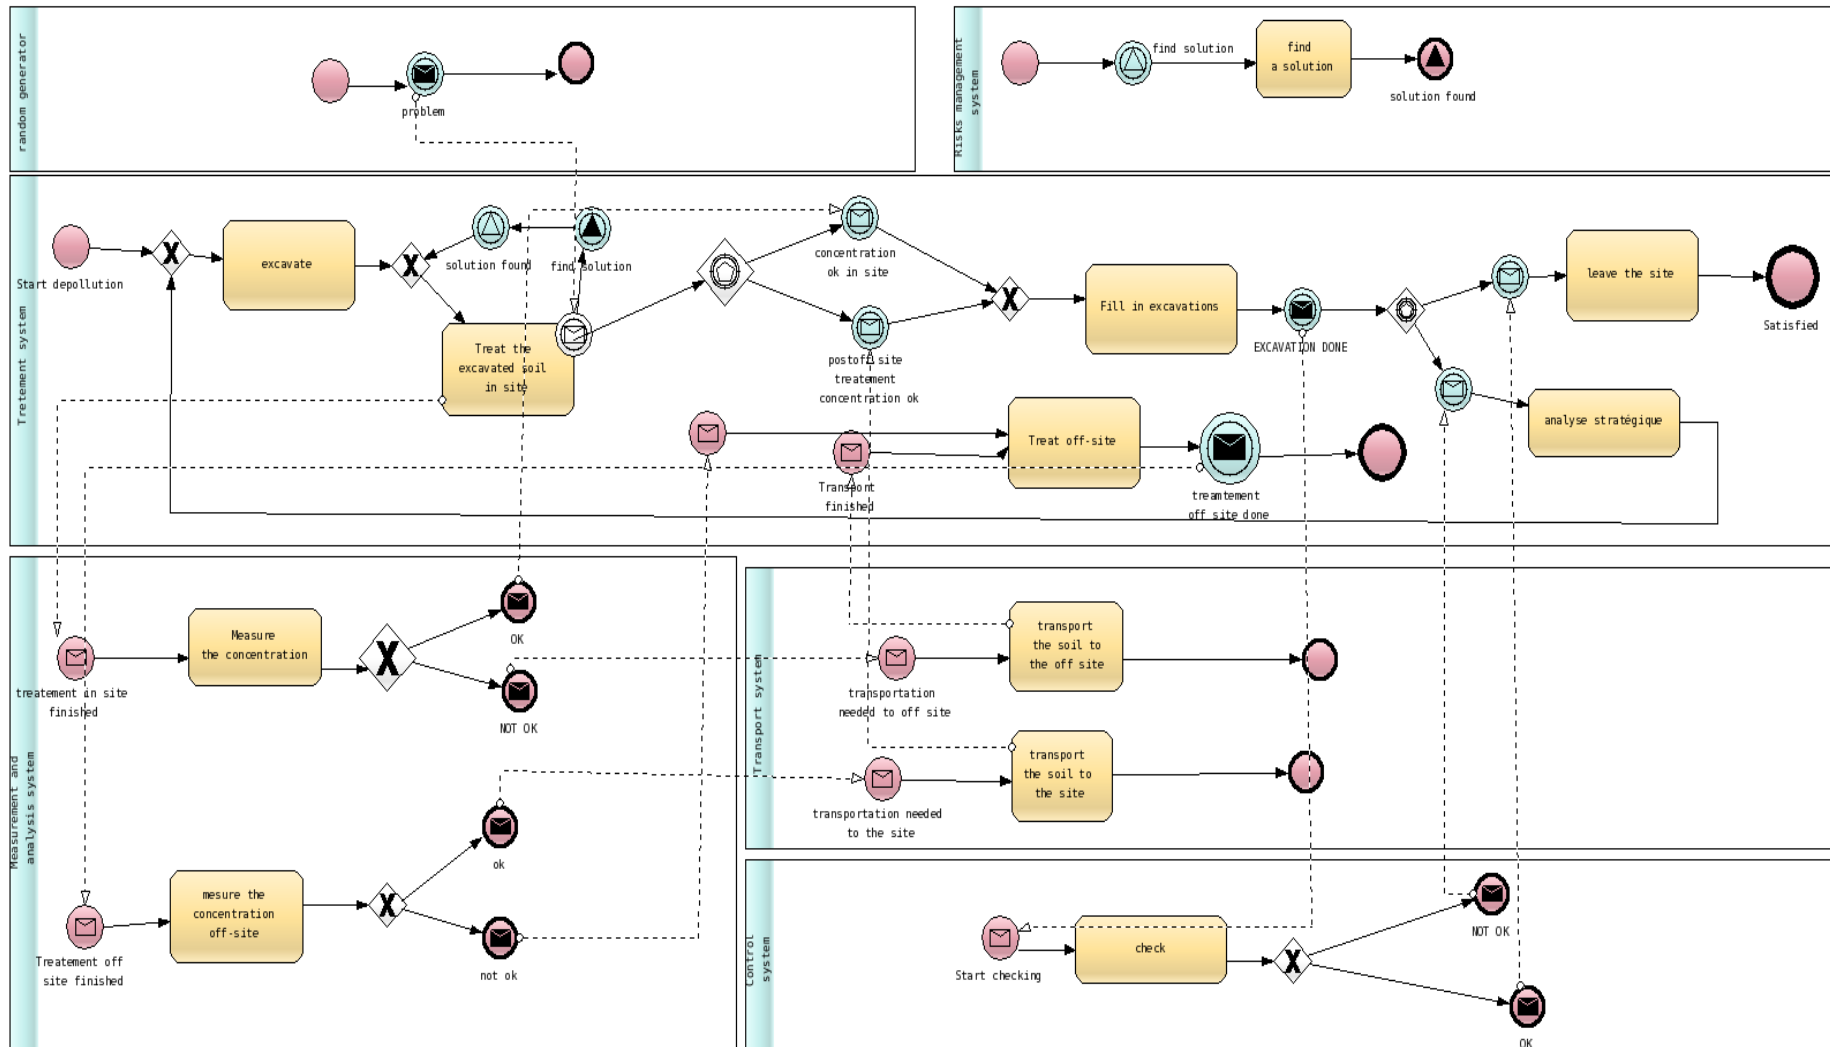 random generator
problem
Risks management
system
find solution
find
a solution
solution found
Tretement system
Start depollution
excavate
solution found
find solution
Treat the
excavated soil
in site
concentration
ok in site
postoff site
treatement
concentration ok
Fill in excavations
EXCAVATION DONE
leave the site
Satisfied
analyse stratégique
Transport
finished
Treat off-site
treamtement
off site done
Measurement and
analysis system
treatement in site
finished
Measure
the concentration
OK
NOT OK
Treatement off
site finished
mesure the
concentration
off-site
ok
not ok
Transport system
transportation
needed to off site
transport
the soil to
the off site
transportation needed
to the site
transport
the soil to
the site
Control
system
Start checking
check
NOT OK
OK